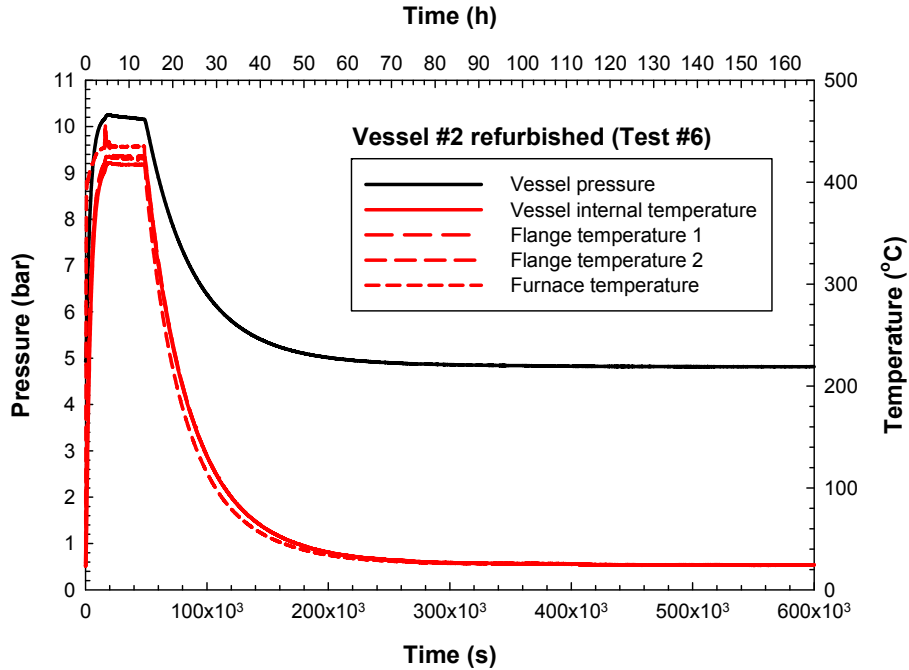 Time (h)
0 10 20 30 40 50 60 70 80 90 100 110 120 130 140 150 160
Vessel #2 refurbished (Test #6)
Vessel pressure
Vessel internal temperature
Flange temperature 1
Flange temperature 2
Furnace temperature
Pressure (bar)
11
10
9
8
7
6
5
4
3
2
1
0
Temperature (°C)
500
400
300
200
100
0
0 100x10³ 200x10³ 300x10³ 400x10³ 500x10³ 600x10³
Time (s)